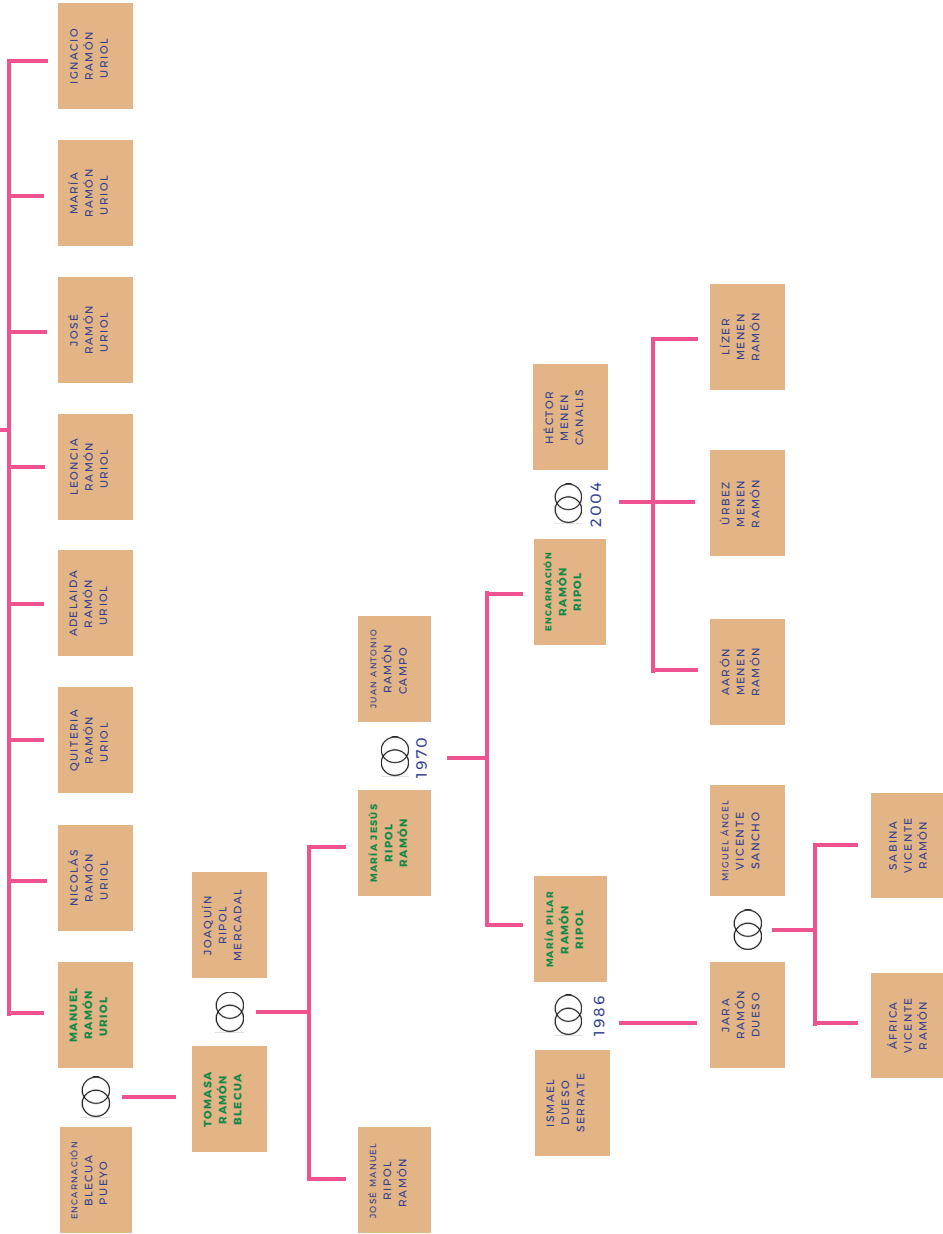 ENCARNACIÓN
BLECUA
PUEYO
MANUEL
RAMÓN
URIOL
NICOLÁS
RAMÓN
URIOL
QUITERIA
RAMÓN
URIOL
ADELAIDA
RAMÓN
URIOL
LEONCIA
RAMÓN
URIOL
JOSÉ
RAMÓN
URIOL
MARÍA
RAMÓN
URIOL
IGNACIO
RAMÓN
URIOL
TOMASA
RAMÓN
BLECUA
JOAQUÍN
RIPOL
MERCADAL
JOSÉ MANUEL
RIPOL
RAMÓN
MARÍA JESÚS
RIPOL
RAMÓN
1970
JUAN ANTONIO
RAMÓN
CAMPO
ISMAEL
DUESO
SERRATE
1986
MARÍA PILAR
RAMÓN
RIPOL
ENCARNACIÓN
RAMÓN
RIPOL
2004
HÉCTOR
MENEN
CANALIS
JARA
RAMÓN
DUESO
MIGUEL ÁNGEL
VICENTE
SANCHO
AARÓN
MENEN
RAMÓN
ÚRBEZ
MENEN
RAMÓN
LÍZER
MENEN
RAMÓN
ÁFRICA
VICENTE
RAMÓN
SABINA
VICENTE
RAMÓN